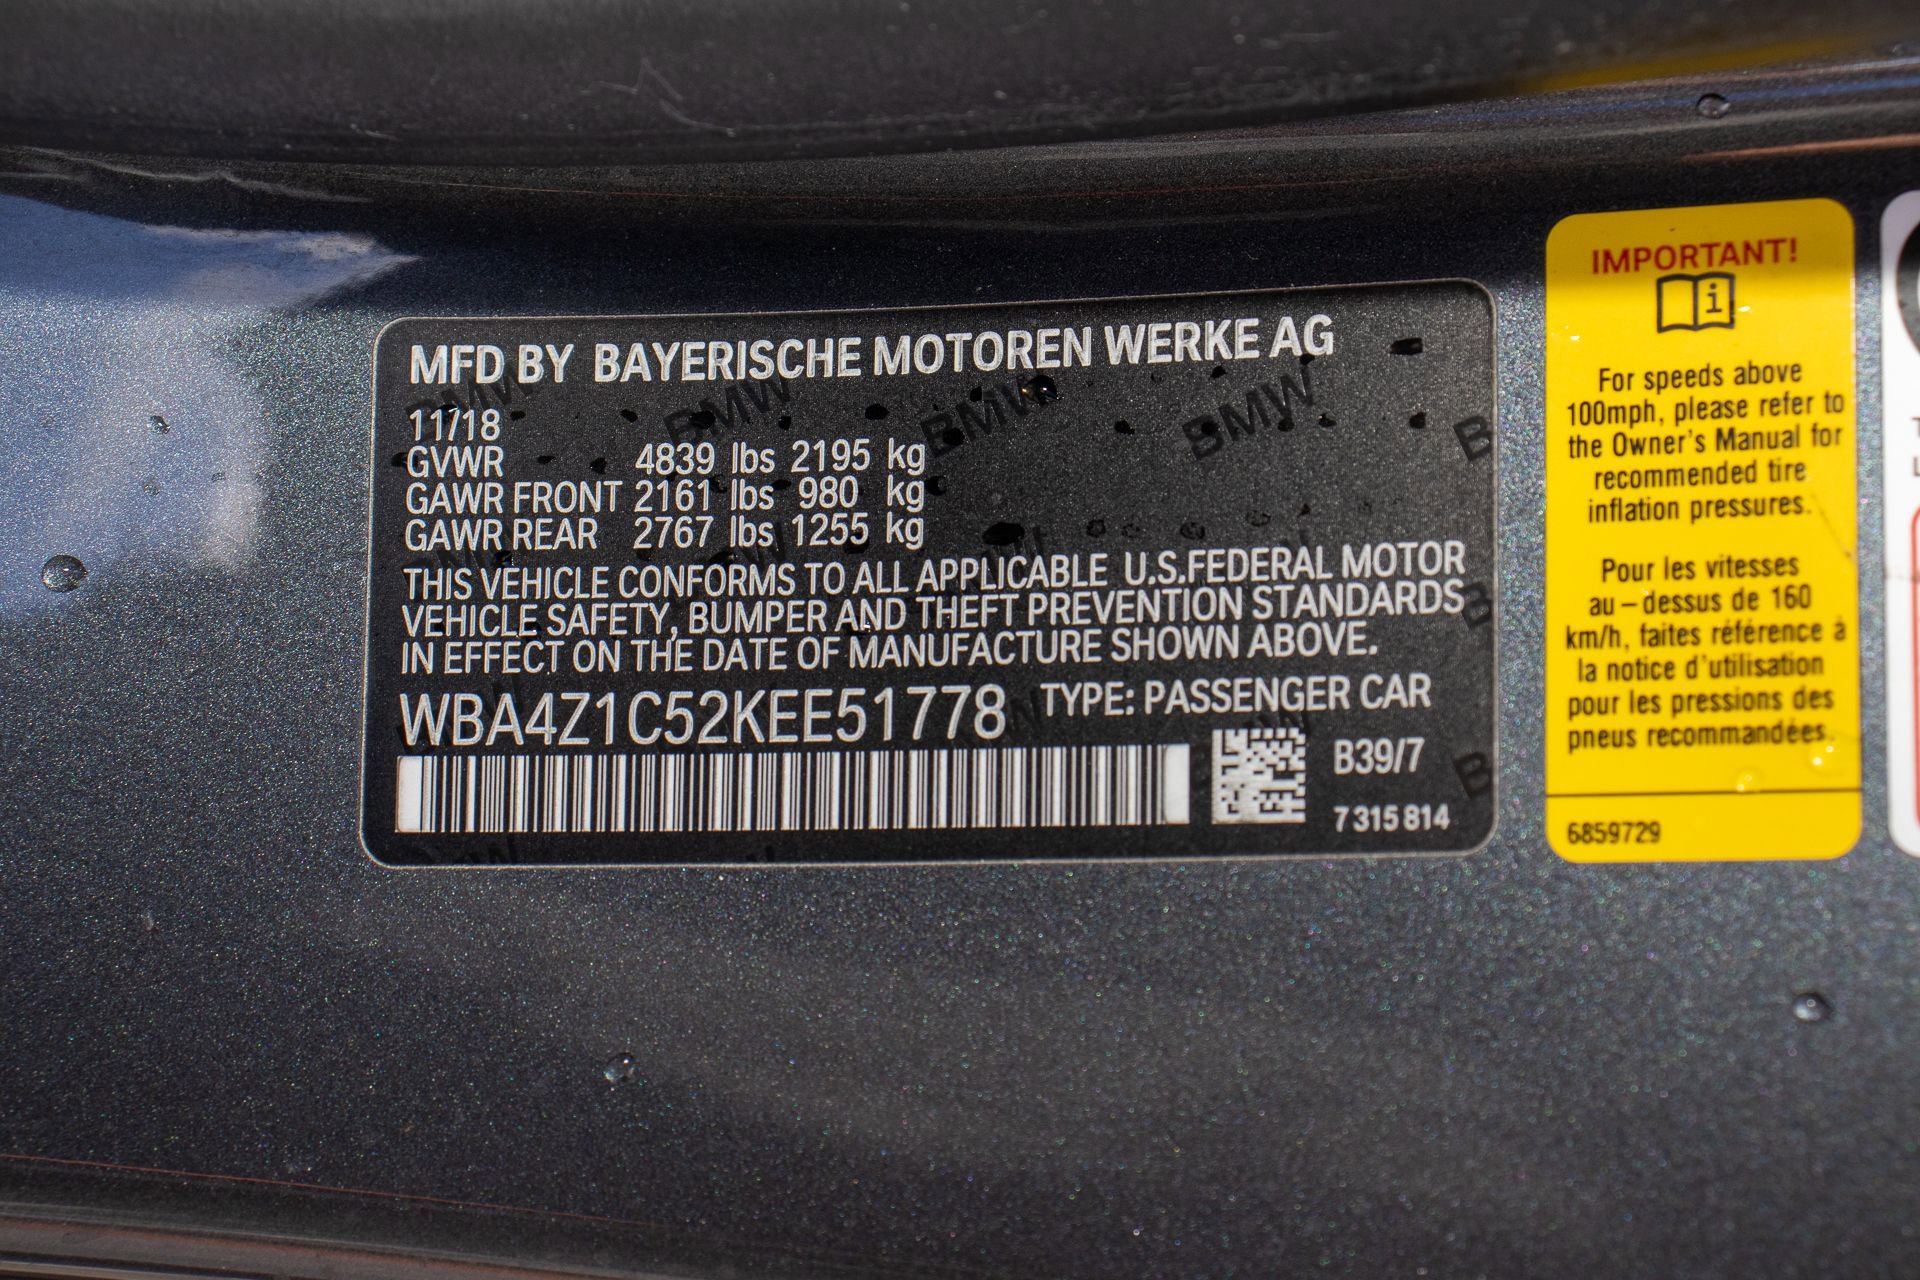 MFD BY BAYERISCHE MOTOREN WERKE AG
11/18
GVWR 4839 lbs 2195 kg
GAWR FRONT 2161 lbs 980 kg
GAWR REAR 2767 lbs 1255 kg
THIS VEHICLE CONFORMS TO ALL APPLICABLE U.S.FEDERAL MOTOR
VEHICLE SAFETY, BUMPER AND THEFT PREVENTION STANDARDS
IN EFFECT ON THE DATE OF MANUFACTURE SHOWN ABOVE.
WBA4Z1C52KEE51778 TYPE: PASSENGER CAR
B39/7
7 315 814
BMW BMW BMW BMW
IMPORTANT!
i
For speeds above
100mph, please refer to
the Owner's Manual for
recommended tire
inflation pressures.
Pour les vitesses
au – dessus de 160
km/h, faites référence à
la notice d'utilisation
pour les pressions des
pneus recommandées.
6859729